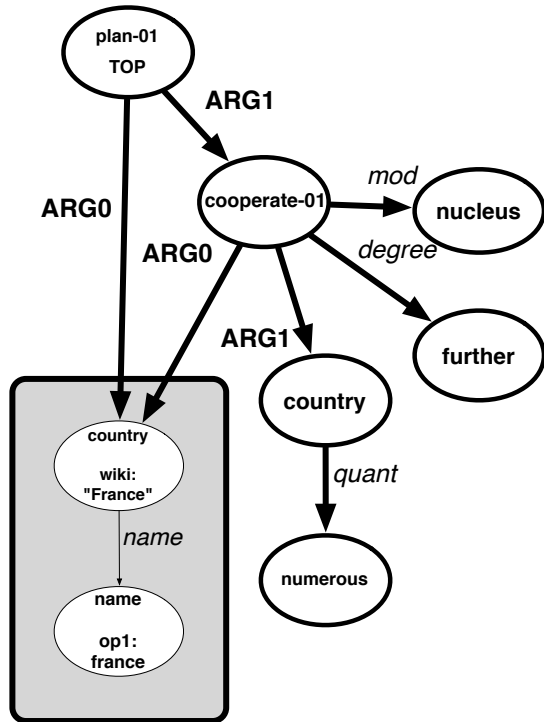 plan-01
TOP
ARG1
ARG0
cooperate-01
mod
nucleus
degree
ARG0
ARG1
further
country
country
wiki:
"France"
quant
name
name
numerous
op1:
france